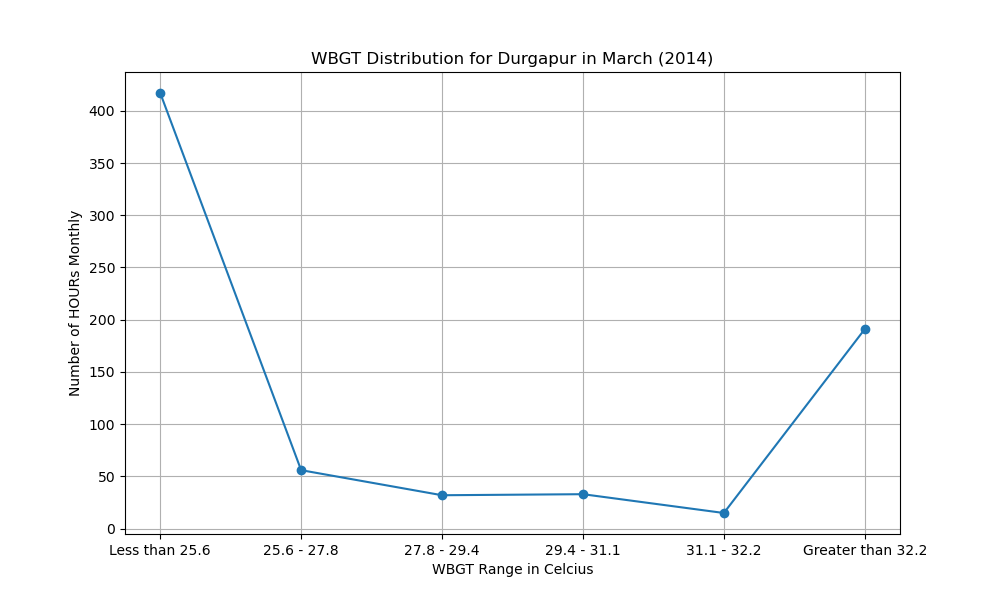 WBGT Distribution for Durgapur in March (2014)
Number of HOURs Monthly
400
350
300
250
200
150
100
50
0
Less than 25.6
25.6 - 27.8
27.8 - 29.4
29.4 - 31.1
31.1 - 32.2
Greater than 32.2
WBGT Range in Celcius